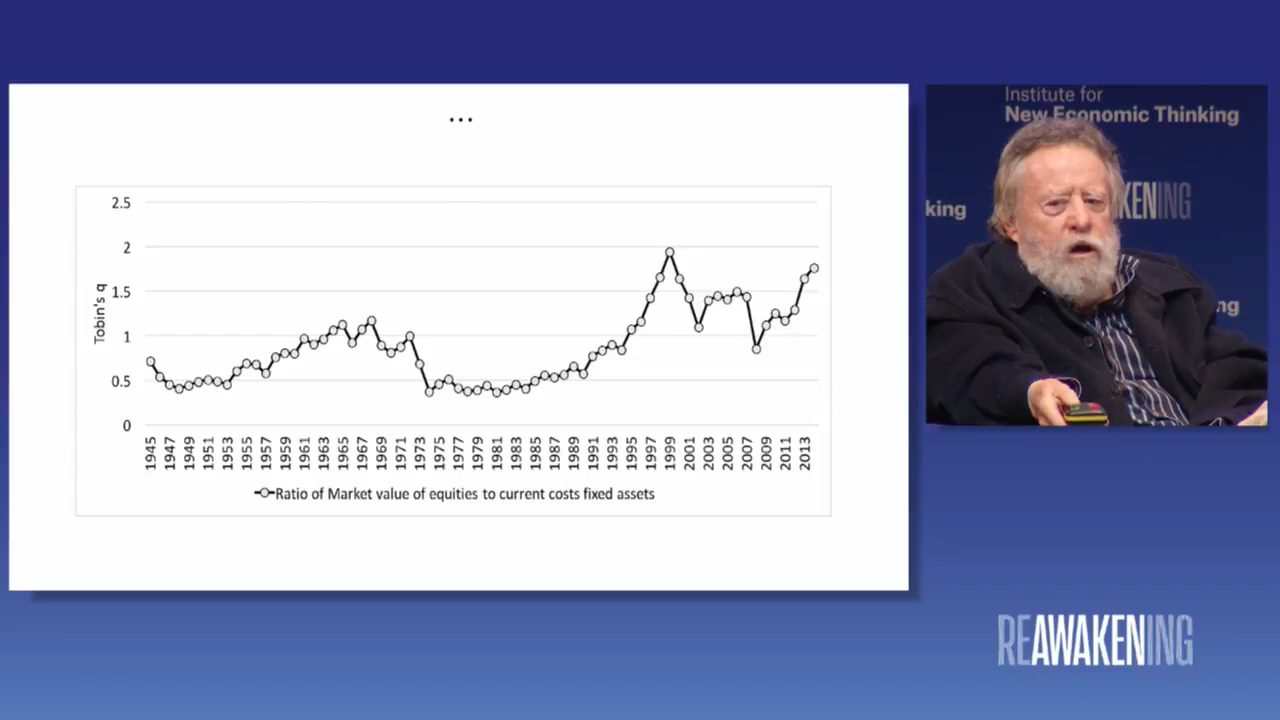 ...
2.5
2
1.5
1
0.5
0
Tobin's q
1945 1947 1949 1951 1953 1955 1957 1959 1961 1963 1965 1967 1969 1971 1973 1975 1977 1979 1981 1983 1985 1987 1989 1991 1993 1995 1997 1999 2001 2003 2005 2007 2009 2011 2013
Ratio of Market value of equities to current costs fixed assets
Institute for
New Economic Thinking
king
KENING
ng
REAWAKENING